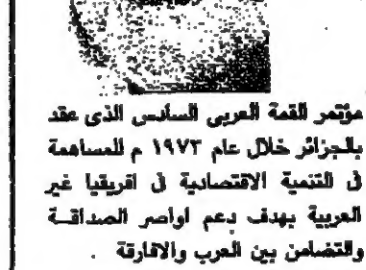 مؤتمر القمة العربى السادس الذى عقد
بالجزائر خلال عام ١٩٧٣ م للمساهمة
فى التنمية الاقتصادية فى افريقيا غير
العربية بهدف دعم اواصر الصداقة
والتضامن بين العرب والافارقة .